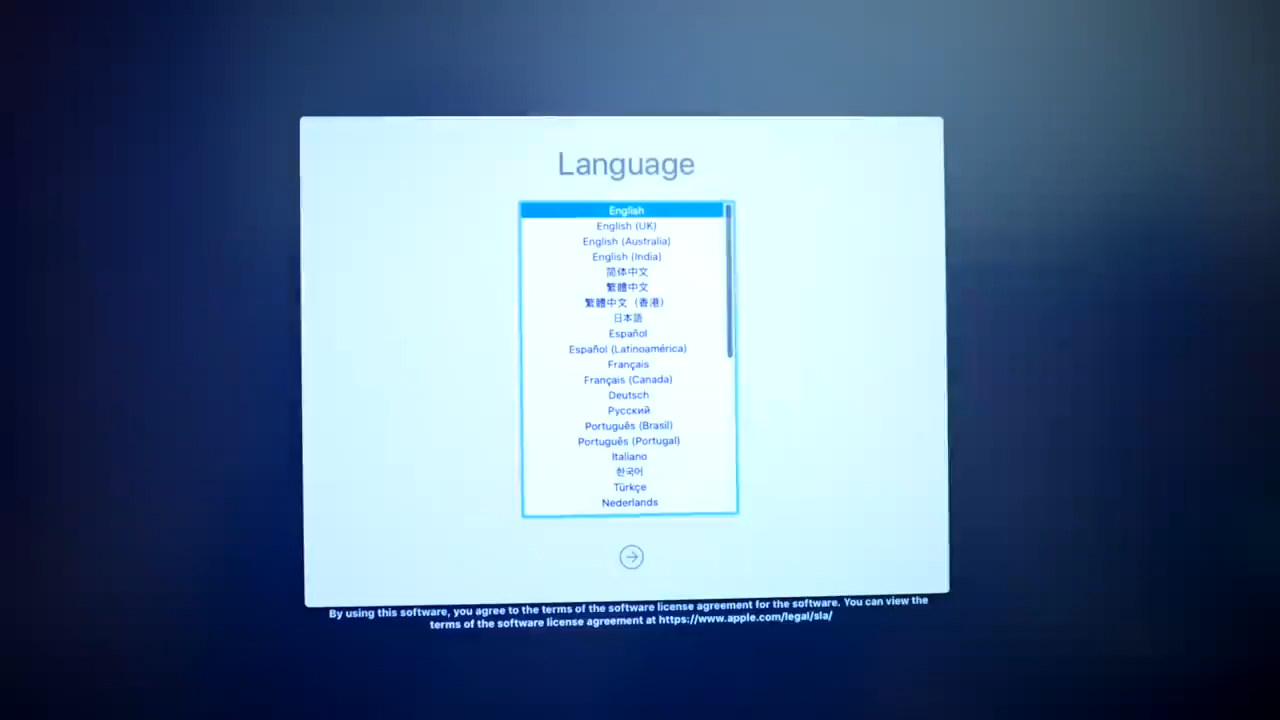 Language
English
English (UK)
English (Australia)
English (India)
简体中文
繁體中文
繁體中文（香港）
日本語
Español
Español (Latinoamérica)
Français
Français (Canada)
Deutsch
Русский
Português (Brasil)
Português (Portugal)
Italiano
한국어
Türkçe
Nederlands
By using this software, you agree to the terms of the software license agreement for the software. You can view the
terms of the software license agreement at https://www.apple.com/legal/sla/